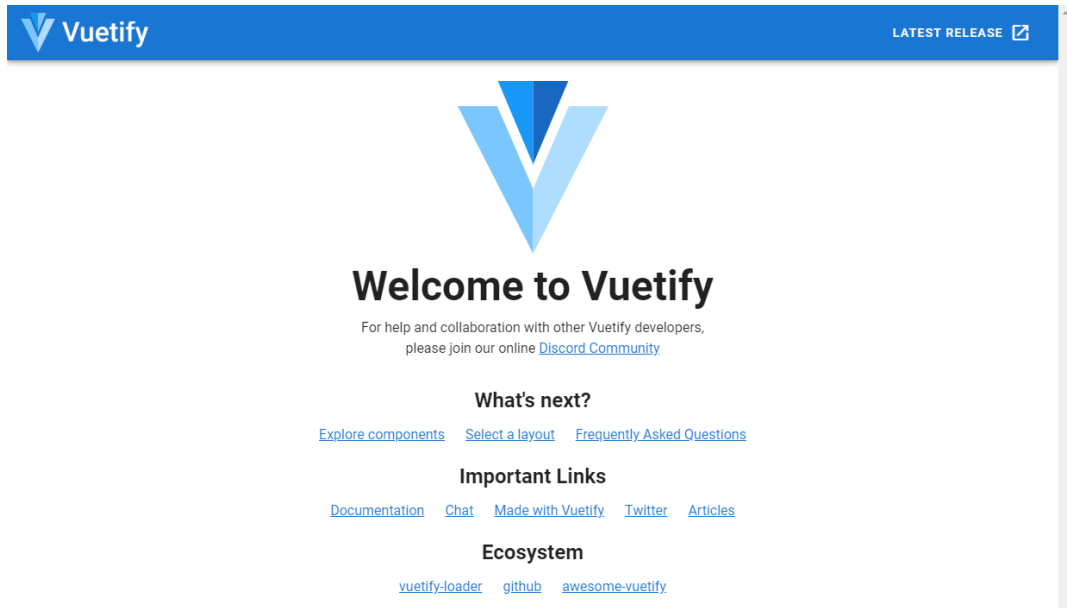 Vuetify
LATEST RELEASE
Welcome to Vuetify
For help and collaboration with other Vuetify developers,
please join our online Discord Community
What's next?
Explore components Select a layout Frequently Asked Questions
Important Links
Documentation Chat Made with Vuetify Twitter Articles
Ecosystem
vuetify-loader github awesome-vuetify